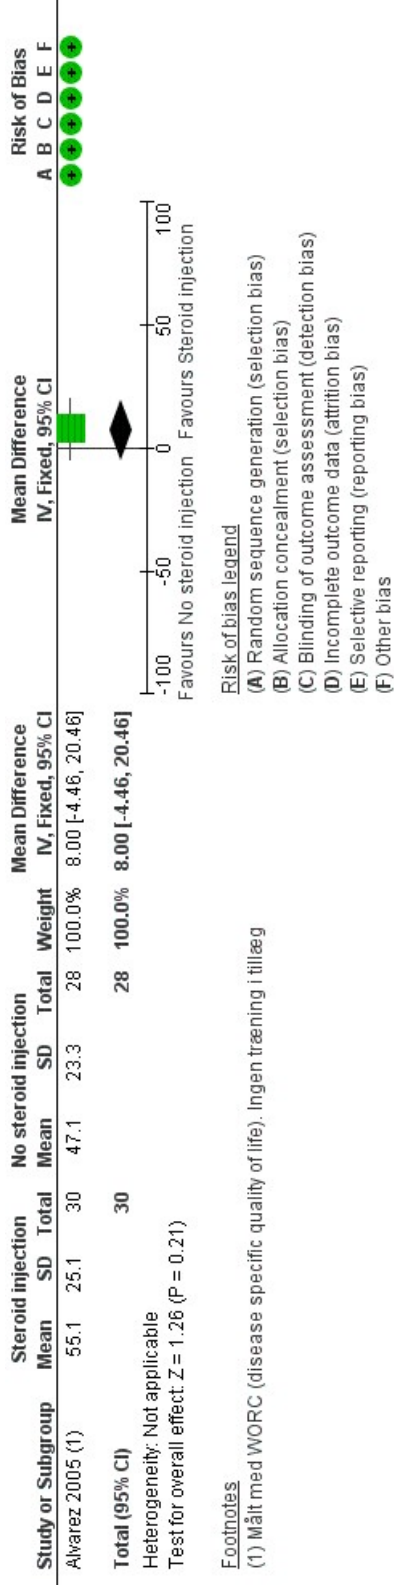 Steroid injection No steroid injection Mean Difference Mean Difference Risk of Bias
Study or Subgroup Mean SD Total Mean SD Total Weight IV, Fixed, 95% CI IV, Fixed, 95% CI A B C D E F
Alvarez 2005 (1) 55.1 25.1 30 47.1 23.3 28 100.0% 8.00 [-4.46, 20.46] + + + + + +
Total (95% CI) 30 28 100.0% 8.00 [-4.46, 20.46]
Heterogeneity: Not applicable
Test for overall effect: Z = 1.26 (P = 0.21)
-100 -50 0 50 100
Favours No steroid injection Favours Steroid injection
Footnotes
(1) Målt med WORC (disease specific quality of life). Ingen træning i tillæg
Risk of bias legend
(A) Random sequence generation (selection bias)
(B) Allocation concealment (selection bias)
(C) Blinding of outcome assessment (detection bias)
(D) Incomplete outcome data (attrition bias)
(E) Selective reporting (reporting bias)
(F) Other bias